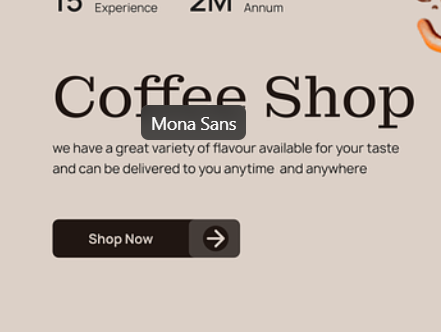 15 Experience 2M Annum
Coffee Shop
Mona Sans
we have a great variety of flavour available for your taste
and can be delivered to you anytime and anywhere
Shop Now